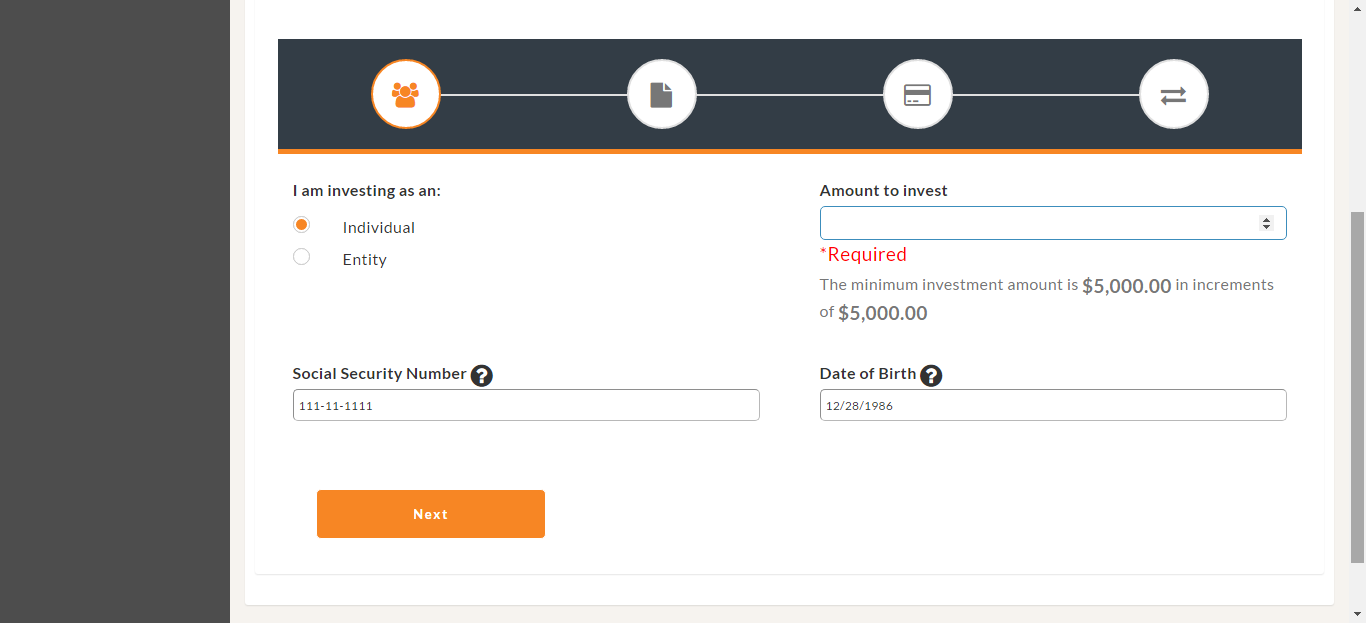 I am investing as an:
Individual
Entity
Amount to invest
*Required
The minimum investment amount is $5,000.00 in increments
of $5,000.00
Social Security Number ?
111-11-1111
Date of Birth ?
12/28/1986
Next